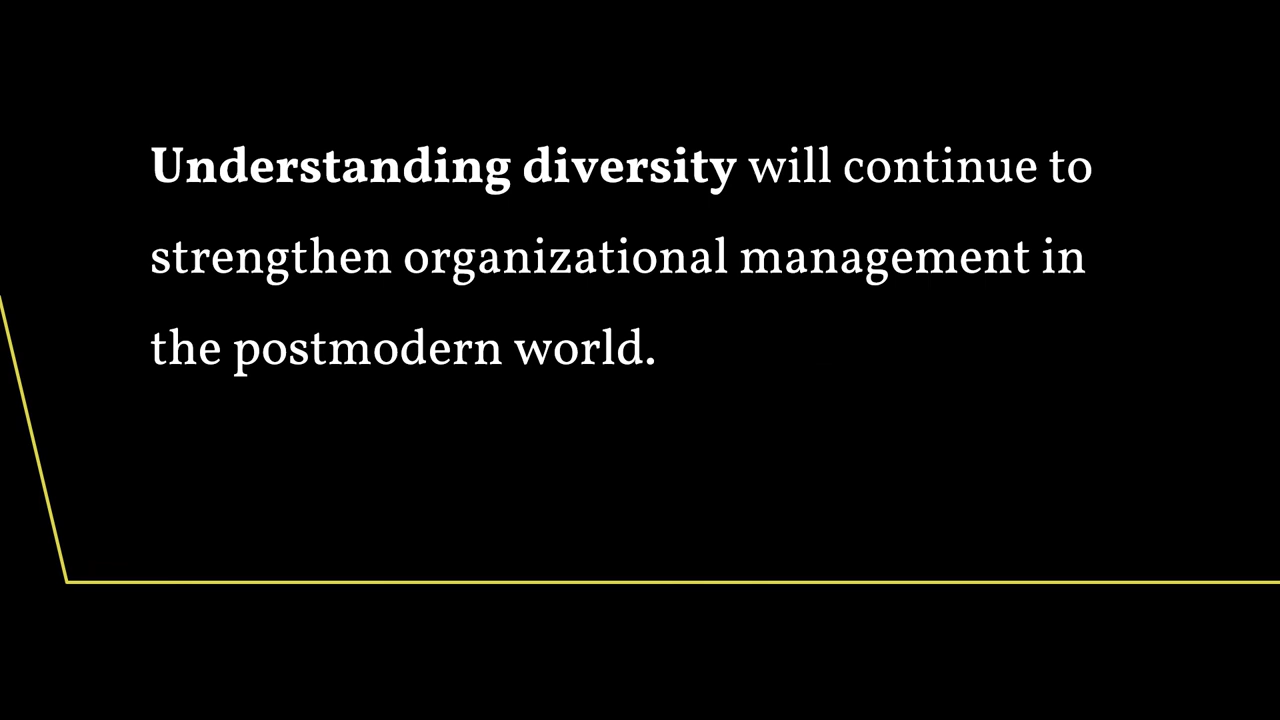 Understanding diversity will continue to
strengthen organizational management in
the postmodern world.